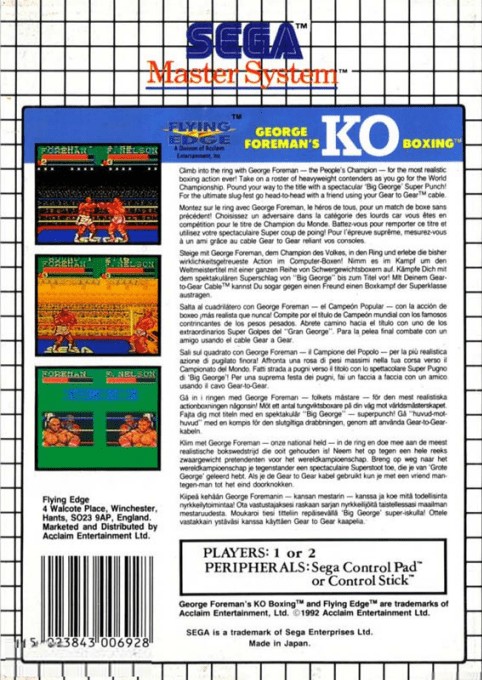 SEGA™
Master System™
FLYING EDGE™
A Division of Acclaim
Entertainment, Inc.
GEORGE
FOREMAN'S KO BOXING™
Climb into the ring with George Foreman — the People's Champion — for the most realistic
boxing action ever! Take on a roster of heavyweight contenders as you go for the World
Championship. Pound your way to the title with a spectacular 'Big George' Super Punch!
For the ultimate slug-fest go head-to-head with a friend using your Gear to Gear™ cable.
Montez sur le ring avec George Foreman, le héros de tous, pour un match de boxe sans
précédent! Choisissez un adversaire dans la catégorie des lourds car vous êtes en
compétition pour le titre de Champion du Monde. Battez-vous pour remporter ce titre et
utilisez votre spectaculaire Super coup de poing! Pour l'épreuve suprême, mesurez-vous
à un ami grâce au cable Gear to Gear reliant vos consoles.
Steige mit George Foreman, dem Champion des Volkes, in den Ring und erlebe die bisher
wirklichkeitsgetreueste Action im Computer-Boxen! Nimm es im Kampf um den
Weltmeistertitel mit einer ganzen Reihe von Schwergewichtsboxern auf. Kämpfe Dich mit
dem spektakulären Superschlag von "Big George" bis zum Titel vor! Mit Deinem Gear-
to-Gear Cable™ kannst Du sogar gegen einen Freund einen Boxkampf der Superklasse
austragen.
Salta al cuadrilátero con George Foreman — el Campeón Popular — con la acción de
boxeo ¡más realista que nunca! Compite por el título de Campeón mundial con los famosos
contrincantes de los pesos pesados. Abrete camino hacia el título con uno de los
extraordinarios Super Golpes del "Gran George". Para la pelea final combate con un
amigo usando el cable Gear a Gear.
Sali sul quadrato con George Foreman — il Campione del Popolo — per la più realistica
azione di pugilato finora! Affronta una rosa di pesi massimi nella tua corsa verso il
Campionato del Mondo. Fatti strada a pugni verso il titolo con lo spettacolare Super Pugno
di 'Big George'! Per una suprema festa dei pugni, fai un faccia a faccia con un amico
usando il cavo Gear-to-Gear.
Gå in i ringen med George Foreman — folkets mästare — för den mest realistiska
actionboxningen någonsin! Möt ett antal tungviktsboxare på din väg mot världsmästerskapet.
Fajta dig mot titeln med en spektakulär "Big George" — superpunch! Gå "huvud-mot-
huvud" med en kompis för den slutgiltiga drabbningen, genom att använda Gear-to-Gear-
kabeln.
Klim met George Foreman — onze national held — in de ring en doe mee aan de meest
realistische bokswedstrijd die ooit gehouden is! Neem het op tegen een hele reeks
zwaargewicht pretendenten voor het wereldkampioenschap. Breng op weg naar het
wereldkampioenschap je tegenstander een spectaculaire Superstoot toe, die je van 'Grote
George' geleerd hebt. Als je de Gear to Gear kabel gebruikt kun je met een vriend man-
tegen-man tot het eind doorknokken.
Kiipeä kehään George Foremanin — kansan mestarin — kanssa ja koe mitä todellisinta
nyrkkeilytoimintaa! Ota vastustajaksesi raskaan sarjan nyrkkeilijöitä taistellessasi maailman
mestaruudesta. Moukaroi tiesi titteliin repäisevällä 'Big George' super-iskulla! Ottele
vastakkain ystäväsi kanssa käyttäen Gear to Gear kaapelia.
FOREMAN F. NELSON
FOREMAN F. NELSON
FOREMAN F. NELSON
Flying Edge
4 Walcote Place, Winchester,
Hants, SO23 9AP, England.
Marketed and Distributed by
Acclaim Entertainment Ltd.
PLAYERS: 1 or 2
PERIPHERALS: Sega Control Pad™
or Control Stick™
George Foreman's KO Boxing™ and Flying Edge™ are trademarks of
Acclaim Entertainment, Ltd. ©1992 Acclaim Entertainment, Ltd.
SEGA is a trademark of Sega Enterprises Ltd.
Made in Japan.
5 023843 006928